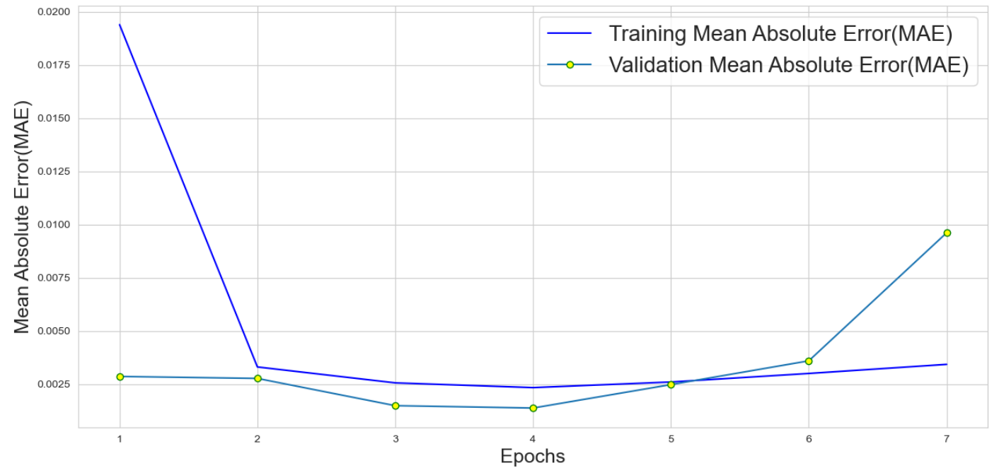 0.0200
0.0175
0.0150
0.0125
0.0100
0.0075
0.0050
0.0025
Mean Absolute Error(MAE)
Training Mean Absolute Error(MAE)
Validation Mean Absolute Error(MAE)
1 2 3 4 5 6 7
Epochs